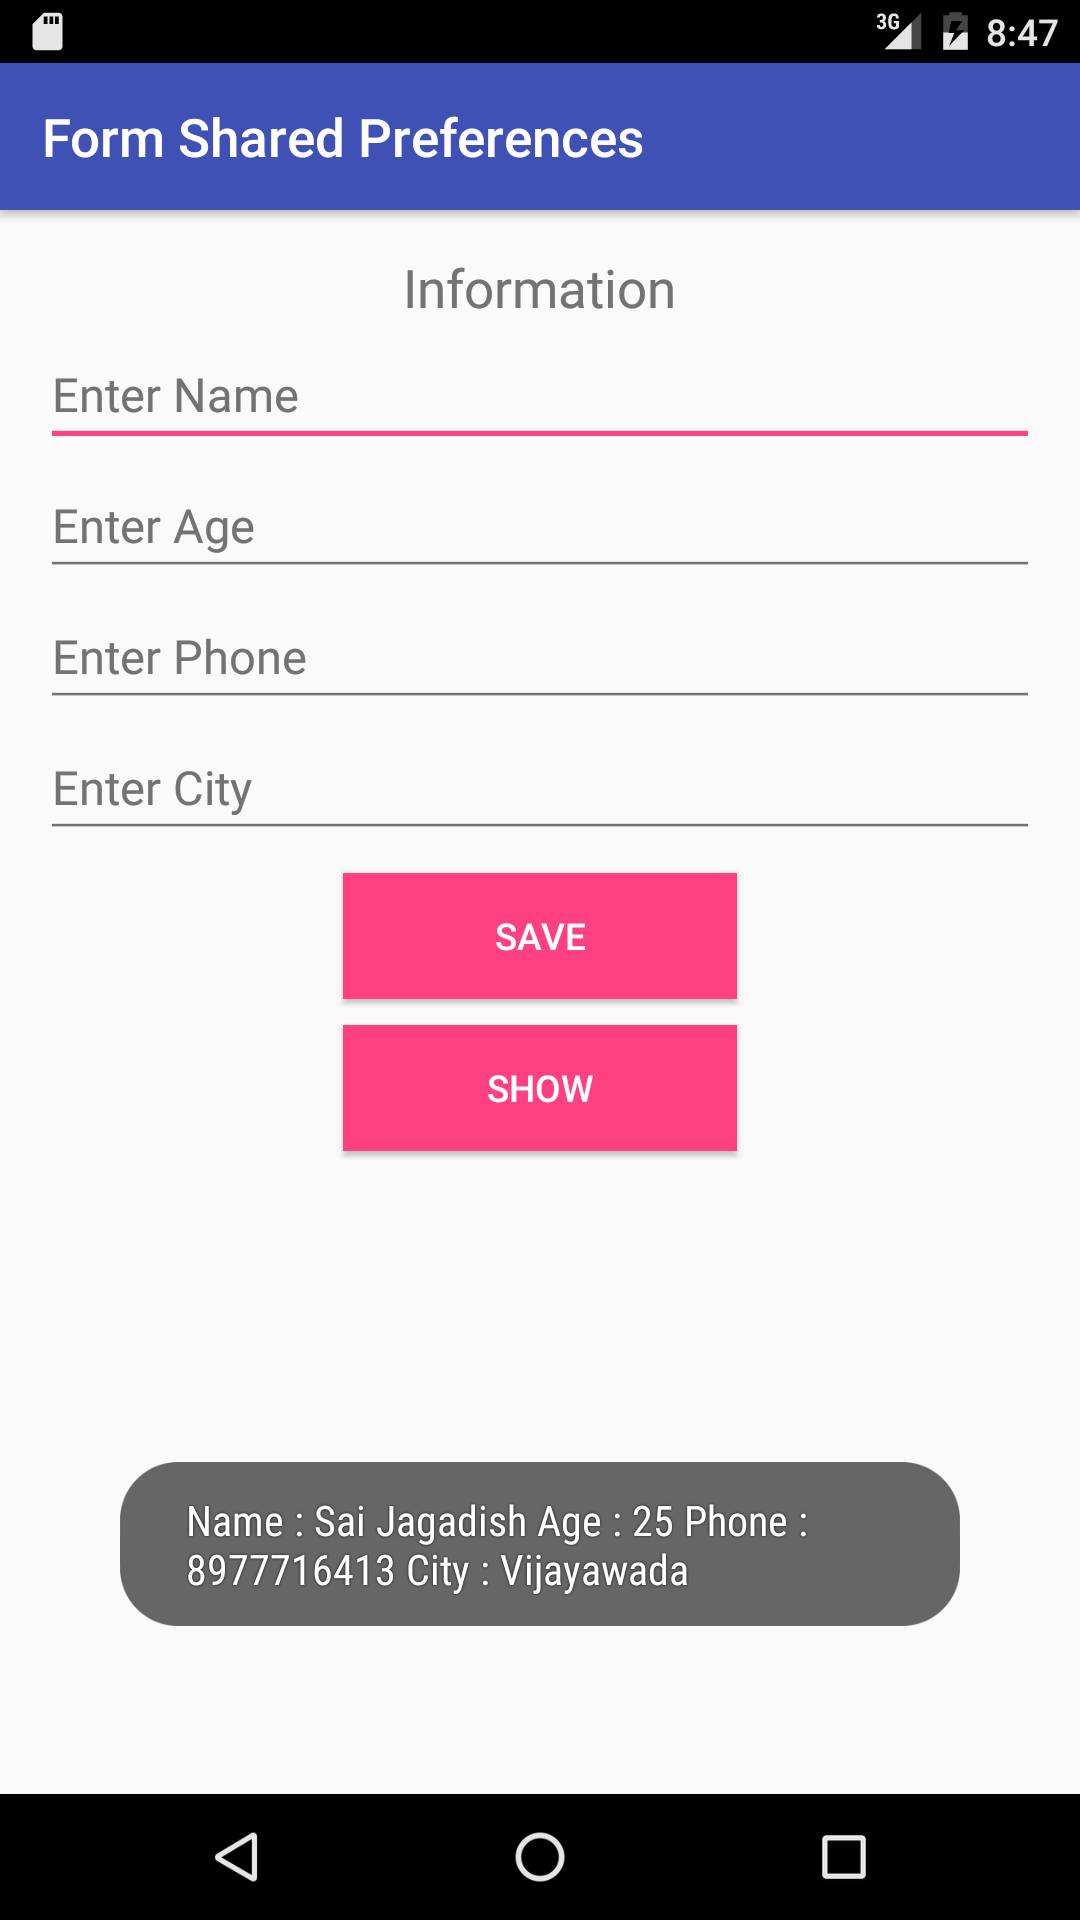 3G 8:47
Form Shared Preferences
Information
Enter Name
Enter Age
Enter Phone
Enter City
SAVE
SHOW
Name : Sai Jagadish Age : 25 Phone :
8977716413 City : Vijayawada